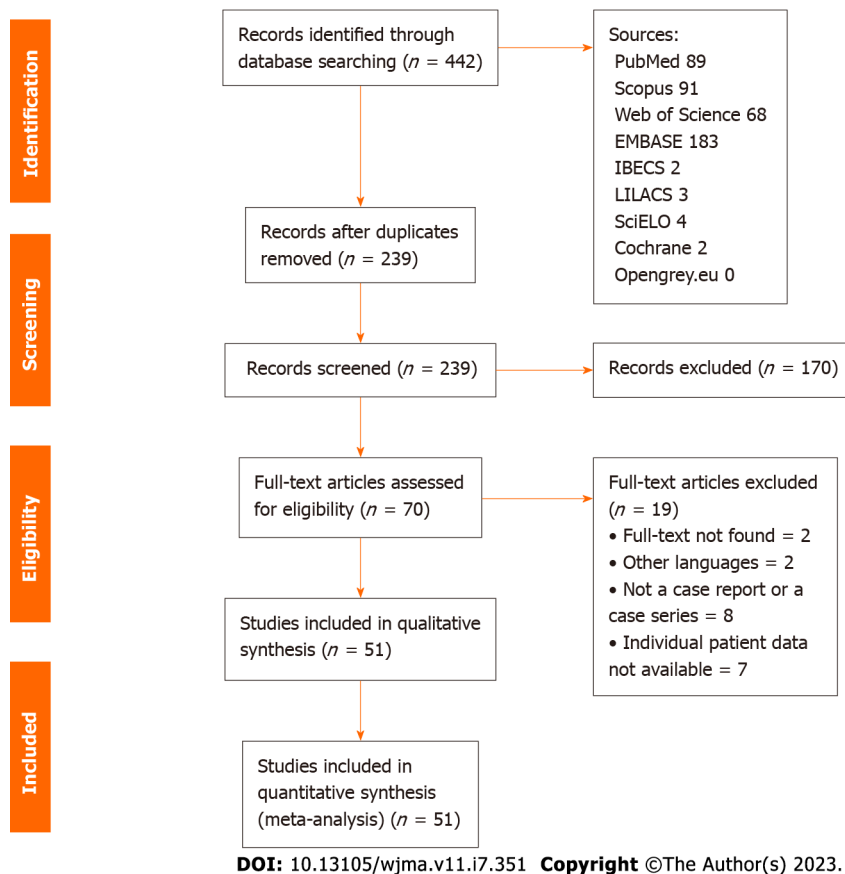 Identification
Records identified through
database searching (n = 442)
Sources:
PubMed 89
Scopus 91
Web of Science 68
EMBASE 183
IBECS 2
LILACS 3
SciELO 4
Cochrane 2
Opengrey.eu 0
Records after duplicates
removed (n = 239)
Screening
Records screened (n = 239)
Records excluded (n = 170)
Eligibility
Full-text articles assessed
for eligibility (n = 70)
Full-text articles excluded
(n = 19)
• Full-text not found = 2
• Other languages = 2
• Not a case report or a
case series = 8
• Individual patient data
not available = 7
Studies included in qualitative
synthesis (n = 51)
Included
Studies included in
quantitative synthesis
(meta-analysis) (n = 51)
DOI: 10.13105/wjma.v11.i7.351 Copyright ©The Author(s) 2023.